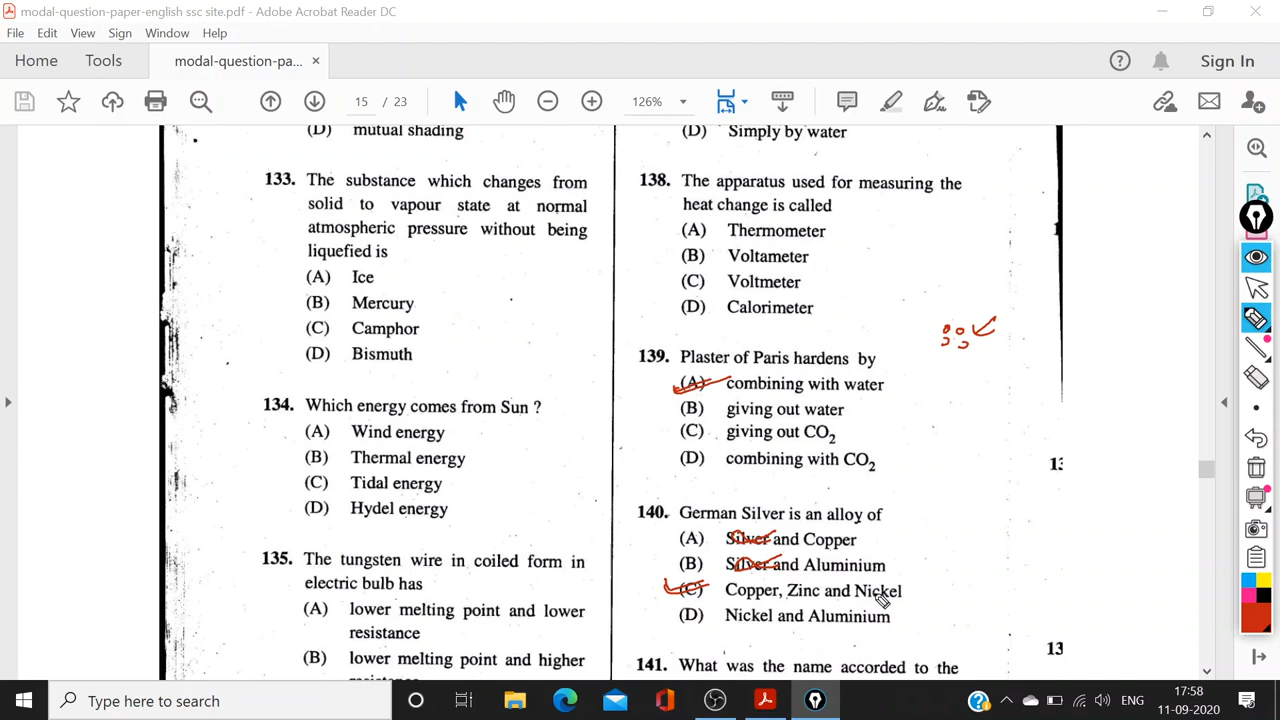 modal-question-paper-english ssc site.pdf - Adobe Acrobat Reader DC
File Edit View Sign Window Help
Home Tools modal-question-pa... × Sign In
15 / 23 126%
(D) mutual shading
133. The substance which changes from
solid to vapour state at normal
atmospheric pressure without being
liquefied is
(A) Ice
(B) Mercury
(C) Camphor
(D) Bismuth
134. Which energy comes from Sun ?
(A) Wind energy
(B) Thermal energy
(C) Tidal energy
(D) Hydel energy
135. The tungsten wire in coiled form in
electric bulb has
(A) lower melting point and lower
resistance
(B) lower melting point and higher
(D) Simply by water
138. The apparatus used for measuring the
heat change is called
(A) Thermometer
(B) Voltameter
(C) Voltmeter
(D) Calorimeter
139. Plaster of Paris hardens by
(A) combining with water
(B) giving out water
(C) giving out CO2
(D) combining with CO2
140. German Silver is an alloy of
(A) Silver and Copper
(B) Silver and Aluminium
(C) Copper, Zinc and Nickel
(D) Nickel and Aluminium
141. What was the name accorded to the
Type here to search
ENG
17:58
11-09-2020